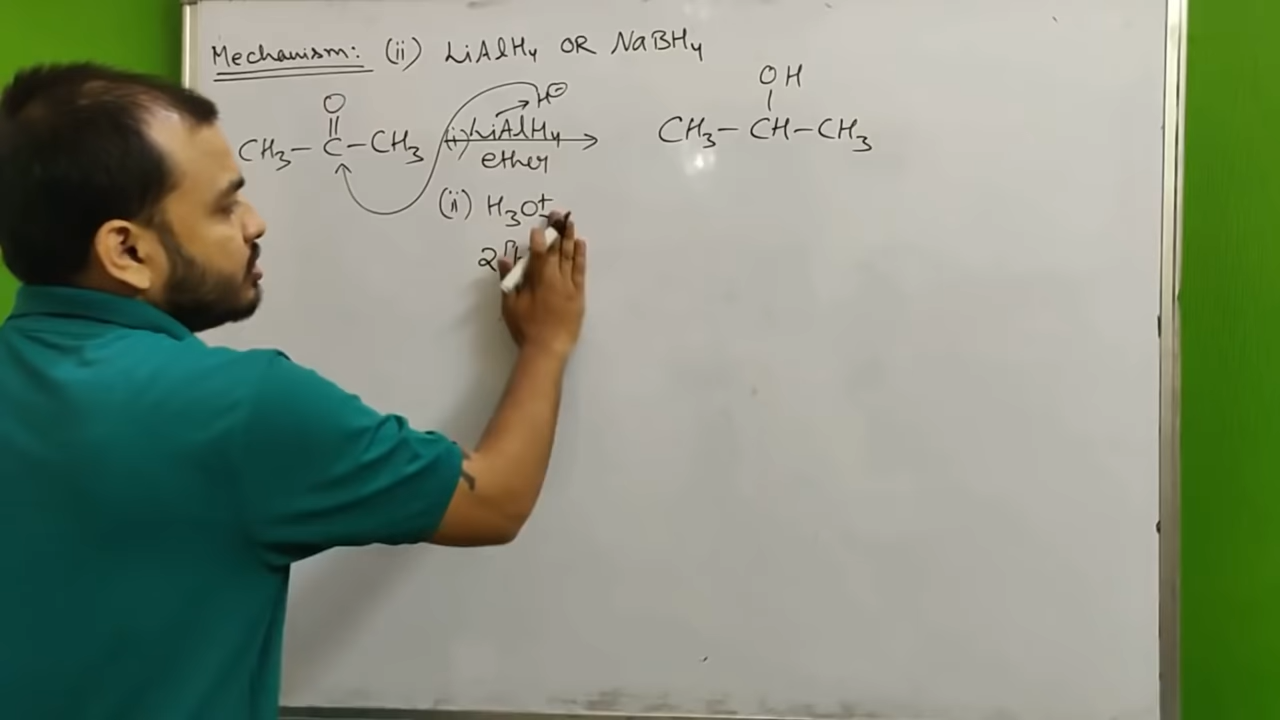 Mechanism: (ii) LiAlH4 OR NaBH4
O
||
CH3–C–CH3
H⊖
(i) LiAlH4
ether
(ii) H3O+
OH
|
CH3–CH–CH3